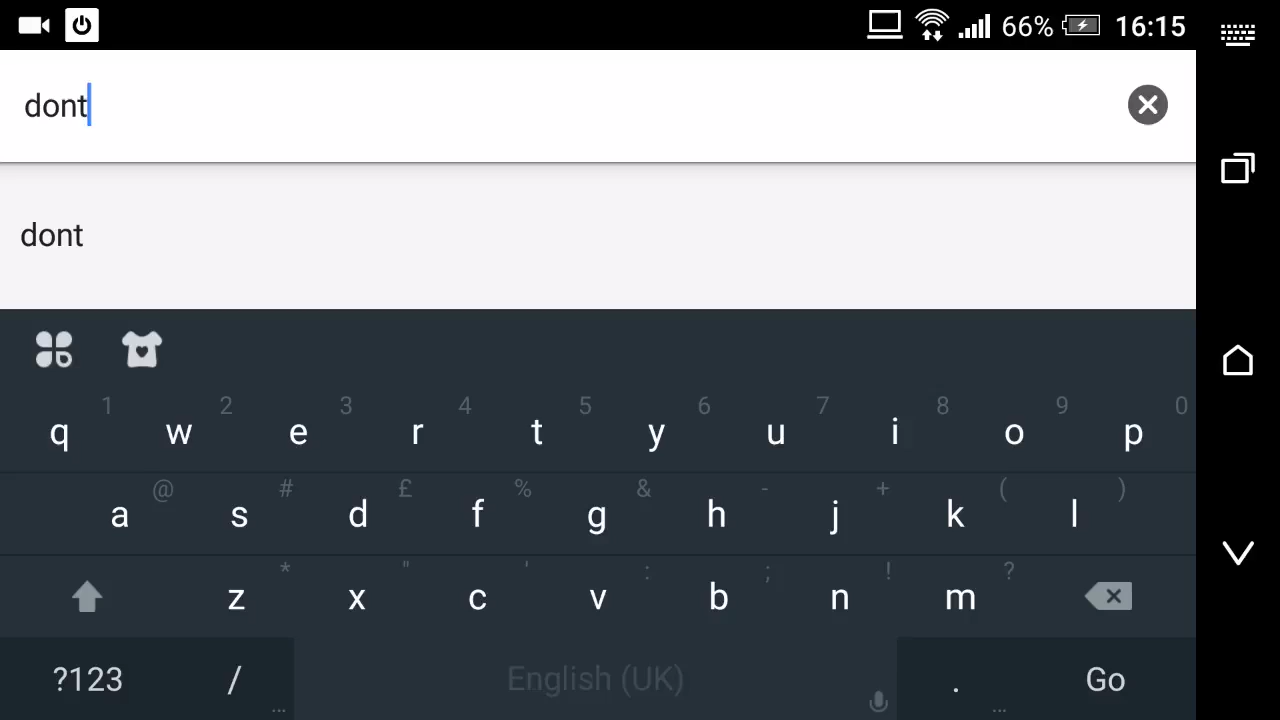 66% 16:15
dont
dont
1 2 3 4 5 6 7 8 9 0
q w e r t y u i o p
@ # £ % & - + ( )
a s d f g h j k l
* " ' : ; ! ?
z x c v b n m
?123 / ... English (UK) . ... Go